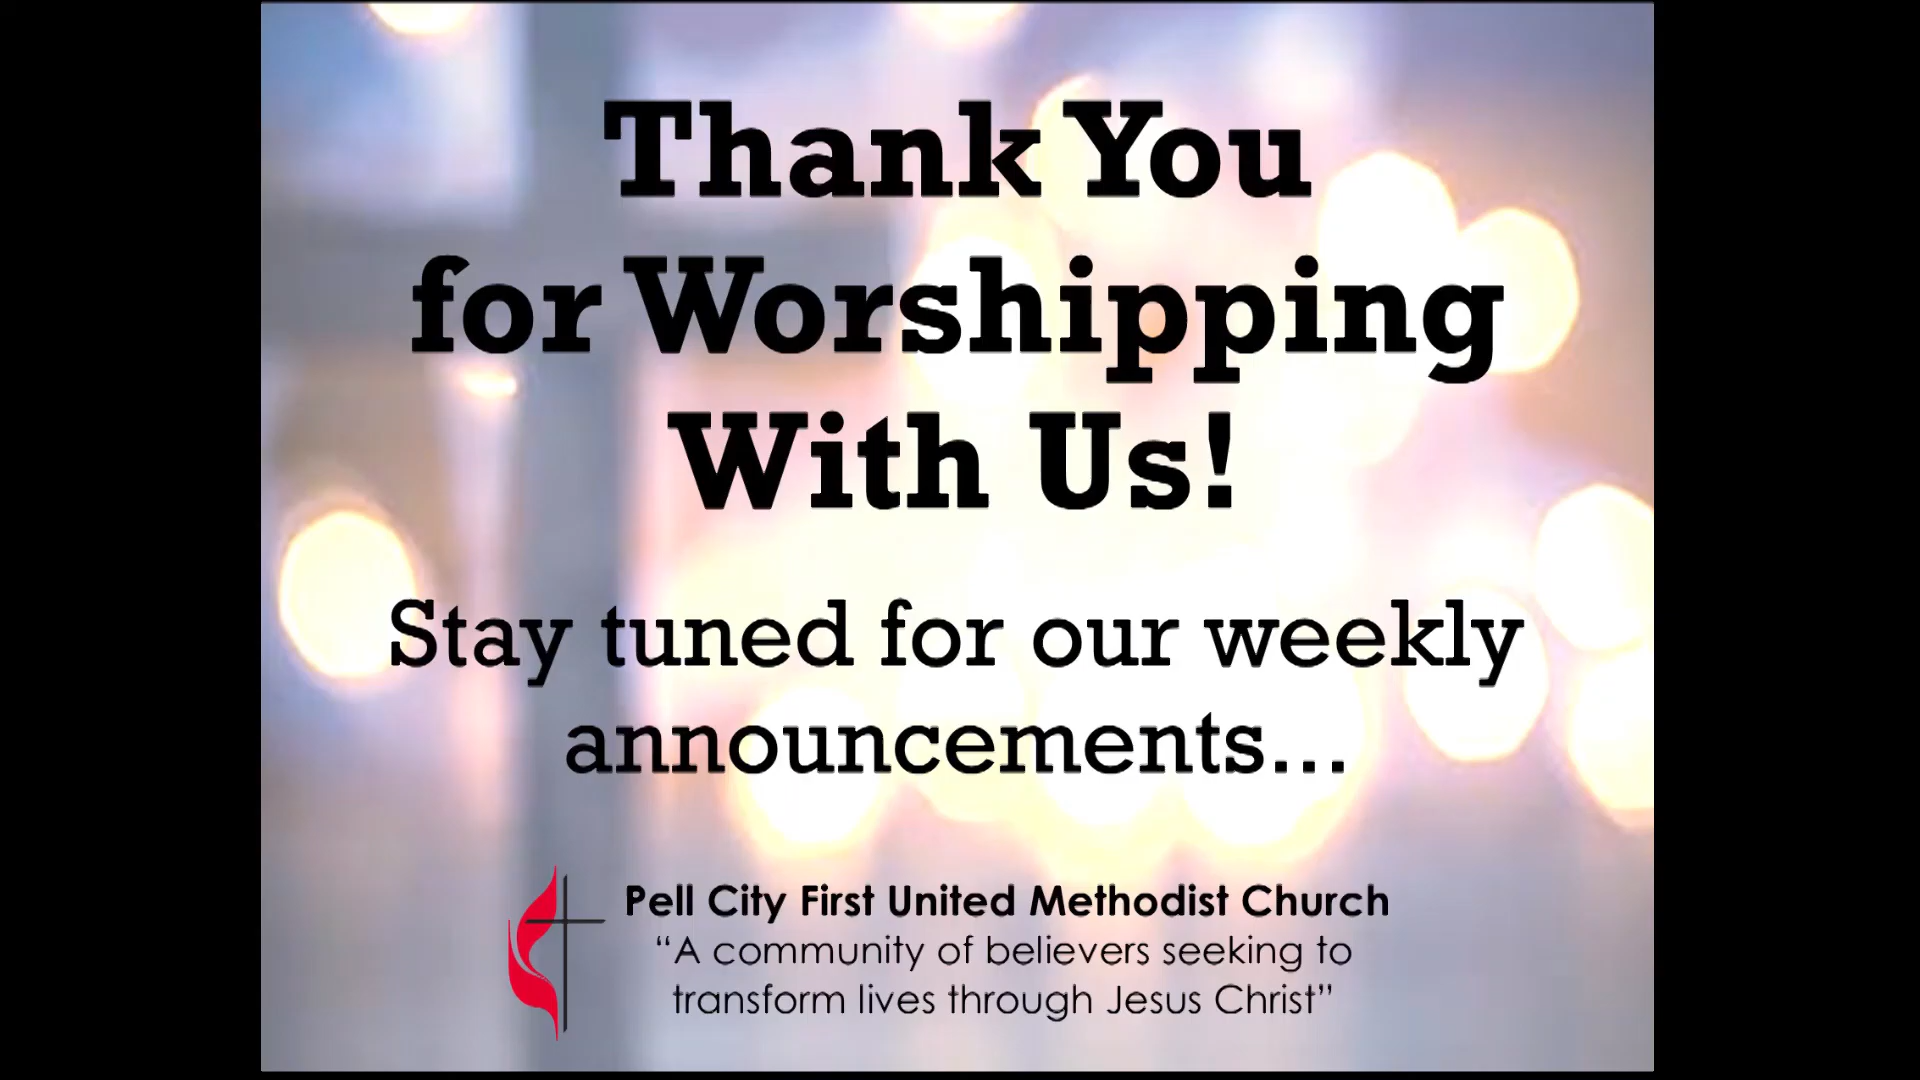 Thank You
for Worshipping
With Us!
Stay tuned for our weekly
announcements...
Pell City First United Methodist Church
“A community of believers seeking to
transform lives through Jesus Christ”